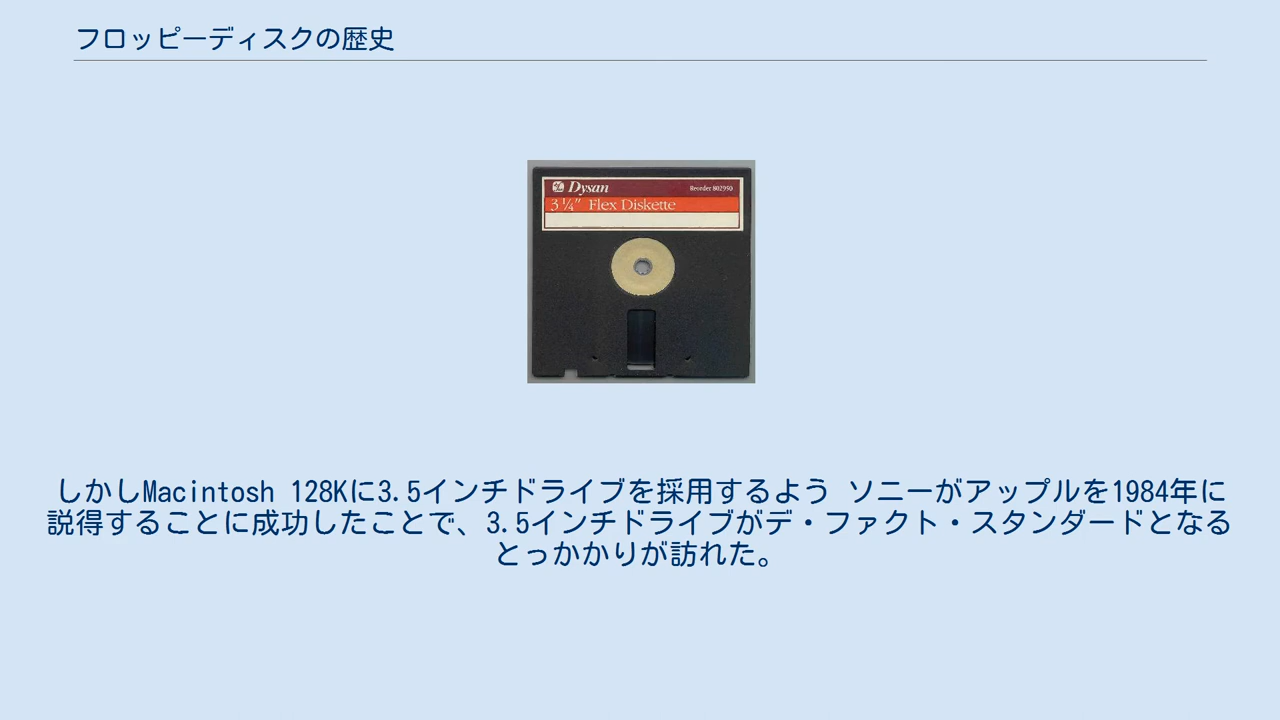 フロッピーディスクの歴史
Dysan
Reorder 802950
3 ¼" Flex Diskette
しかしMacintosh 128Kに3.5インチドライブを採用するよう ソニーがアップルを1984年に
説得することに成功したことで、3.5インチドライブがデ・ファクト・スタンダードとなる
とっかかりが訪れた。